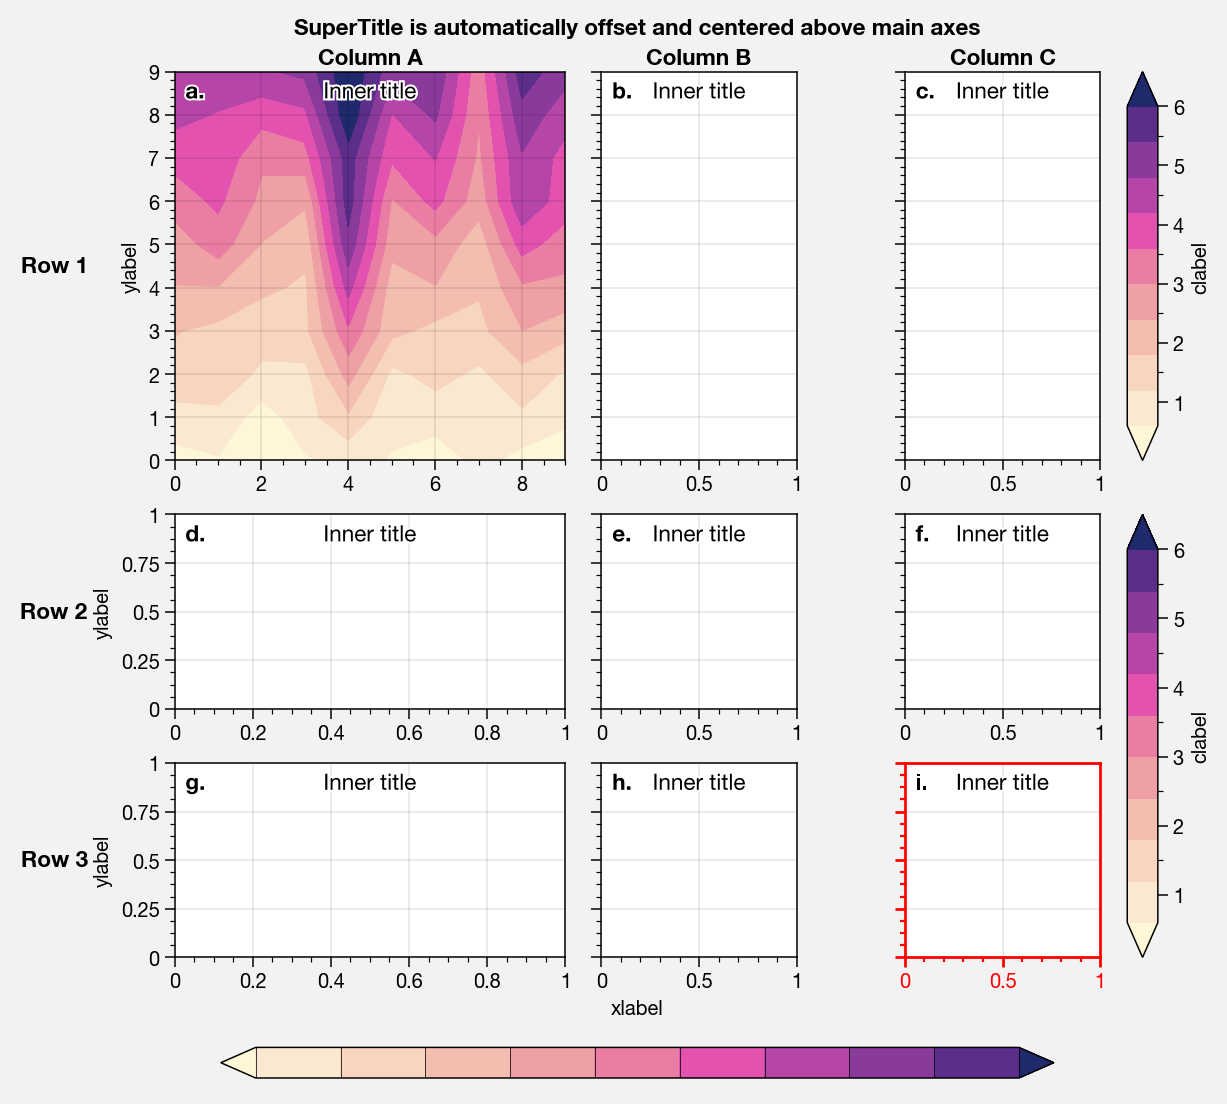 SuperTitle is automatically offset and centered above main axes
Column A Column B Column C
Row 1
ylabel
9
8
7
6
5
4
3
2
1
0
a. Inner title
0 2 4 6 8
b. Inner title
0 0.5 1
c. Inner title
0 0.5 1
6
5
4
3
2
1
clabel
Row 2
ylabel
1
0.75
0.5
0.25
0
d. Inner title
0 0.2 0.4 0.6 0.8 1
e. Inner title
0 0.5 1
f. Inner title
0 0.5 1
6
5
4
3
2
1
clabel
Row 3
ylabel
1
0.75
0.5
0.25
0
g. Inner title
0 0.2 0.4 0.6 0.8 1
h. Inner title
0 0.5 1
i. Inner title
0 0.5 1
xlabel